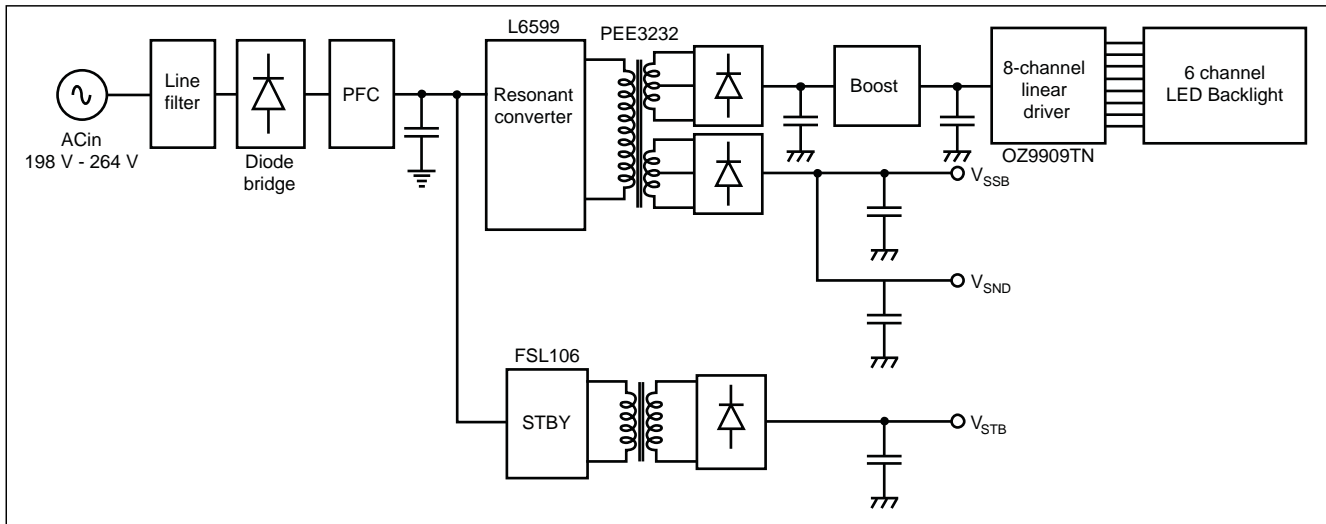 ACin
198 V - 264 V
Line
filter
Diode
bridge
PFC
L6599
Resonant
converter
PEE3232
Boost
8-channel
linear
driver
OZ9909TN
6 channel
LED Backlight
VSSB
VSND
FSL106
STBY
VSTB